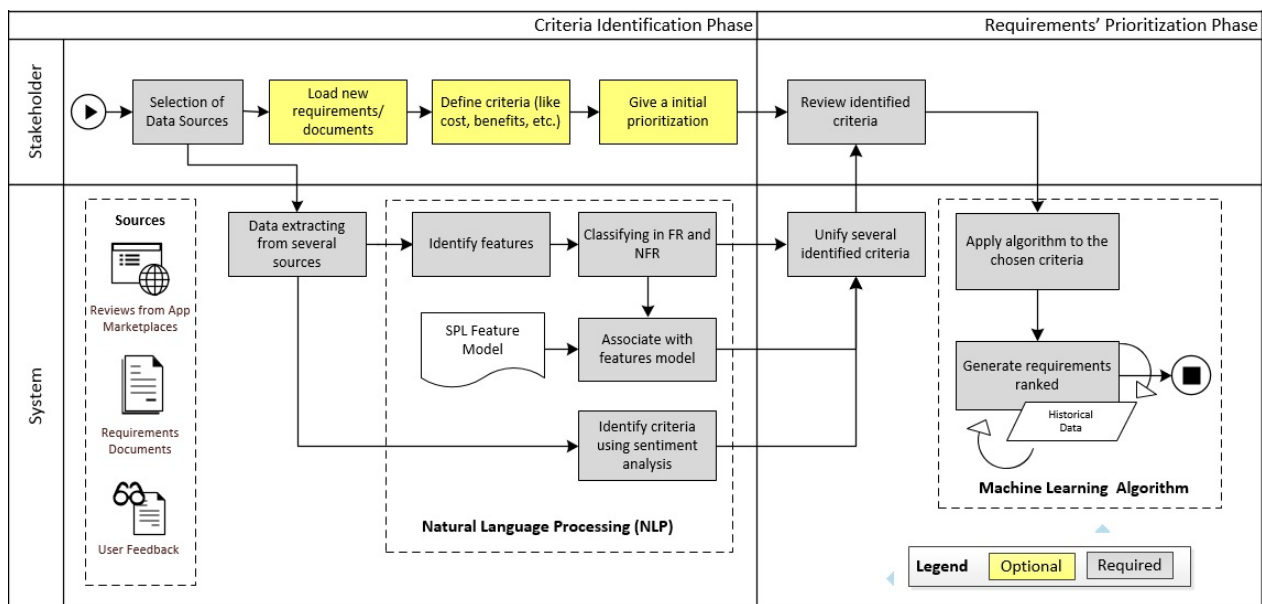 Criteria Identification Phase
Requirements' Prioritization Phase
Stakeholder
Selection of
Data Sources
Load new
requirements/
documents
Define criteria (like
cost, benefits, etc.)
Give a initial
prioritization
Review identified
criteria
System
Sources
Reviews from App
Marketplaces
Requirements
Documents
User Feedback
Data extracting
from several
sources
Identify features
Classifying in FR and
NFR
SPL Feature
Model
Associate with
features model
Identify criteria
using sentiment
analysis
Natural Language Processing (NLP)
Unify several
identified criteria
Apply algorithm to the
chosen criteria
Generate requirements
ranked
Historical
Data
Machine Learning Algorithm
Legend
Optional
Required